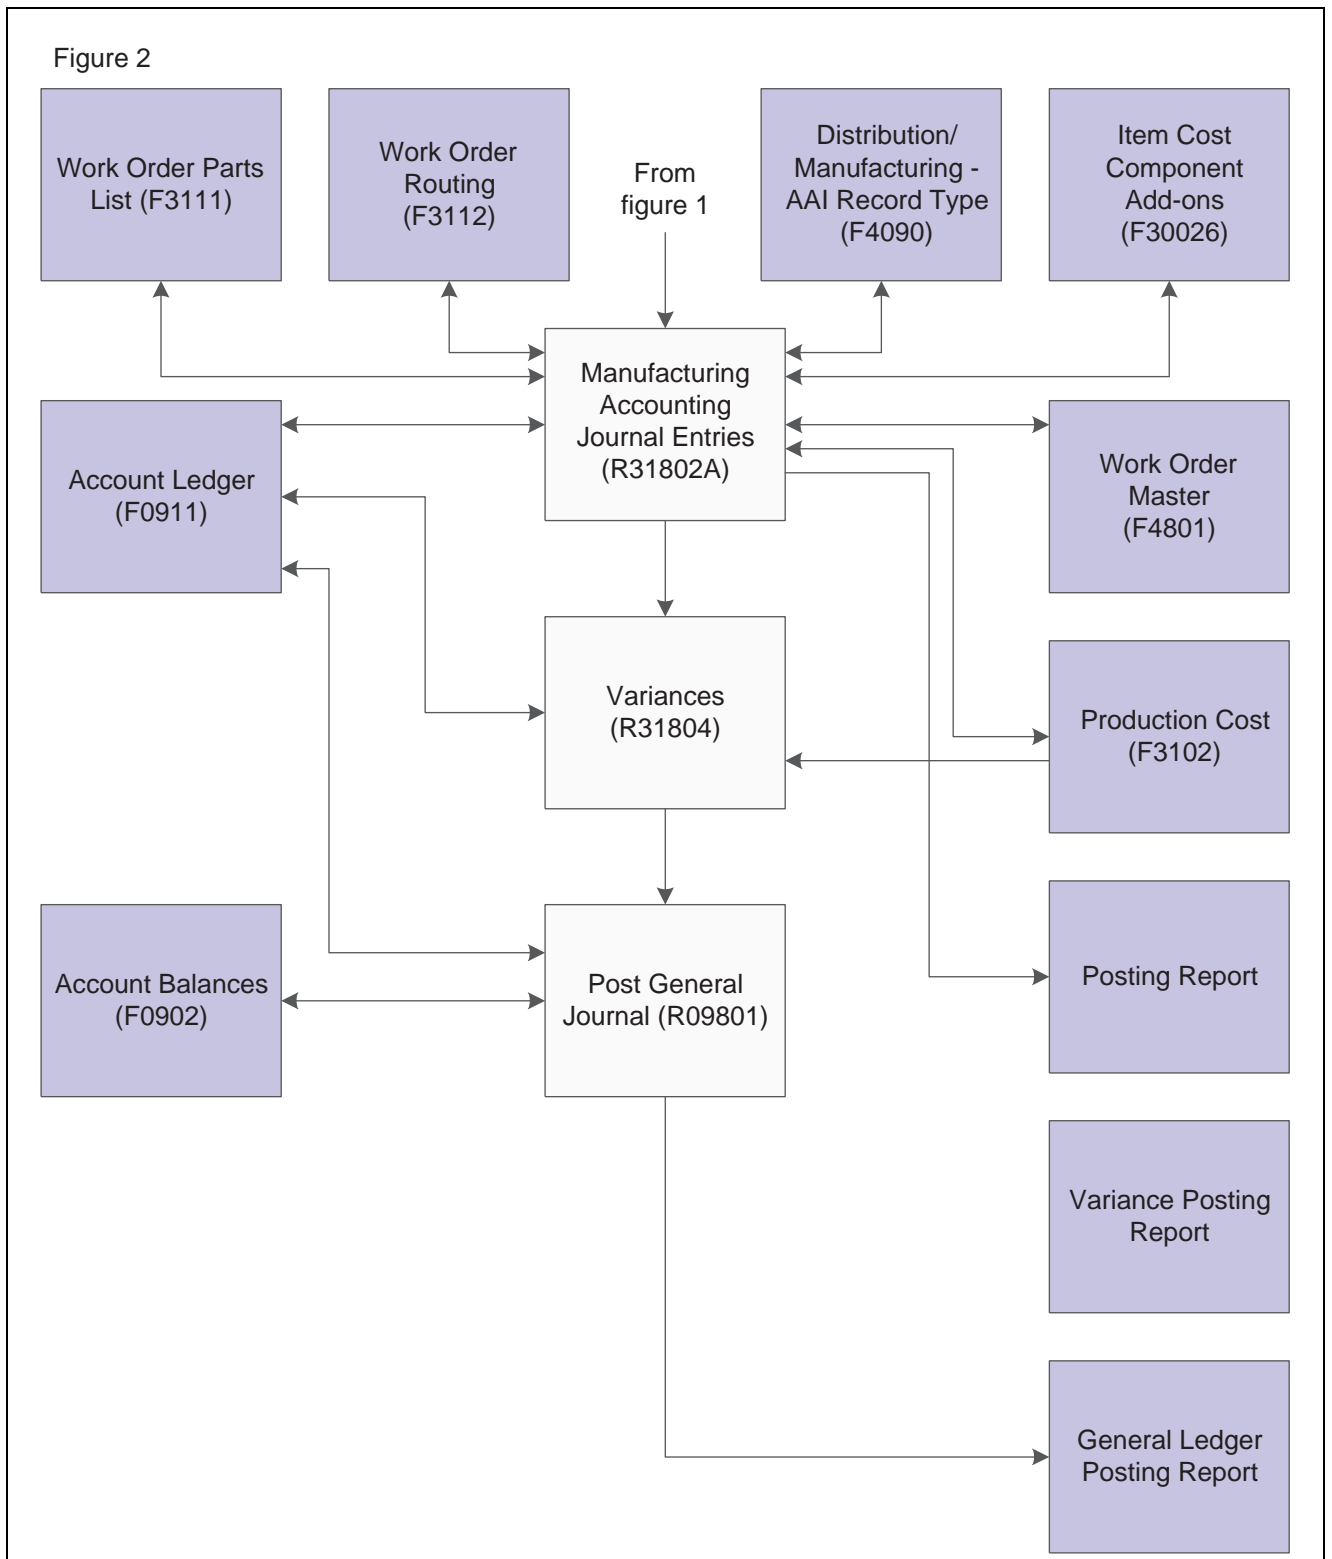 Figure 2
Work Order Parts
List (F3111)
Work Order
Routing
(F3112)
From
figure 1
Distribution/
Manufacturing -
AAI Record Type
(F4090)
Item Cost
Component
Add-ons
(F30026)
Manufacturing
Accounting
Journal Entries
(R31802A)
Account Ledger
(F0911)
Work Order
Master
(F4801)
Variances
(R31804)
Production Cost
(F3102)
Account Balances
(F0902)
Post General
Journal (R09801)
Posting Report
Variance Posting
Report
General Ledger
Posting Report